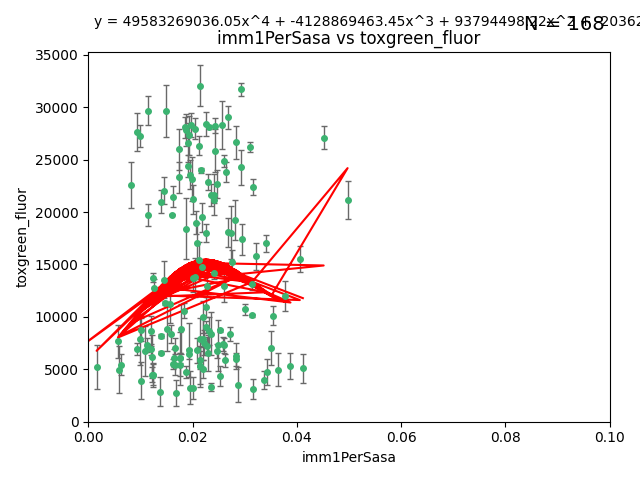 y = 49583269036.05x^4 + -4128869463.45x^3 +
N = 168
imm1PerSasa vs toxgreen_fluor
35000
30000
25000
20000
15000
10000
5000
0
toxgreen_fluor
0.00 0.02 0.04 0.06 0.08 0.10
imm1PerSasa